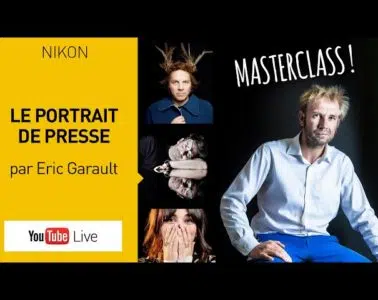 NIKON
LE PORTRAIT
DE PRESSE
par Eric Garault
YouTube Live
MASTERCLASS !